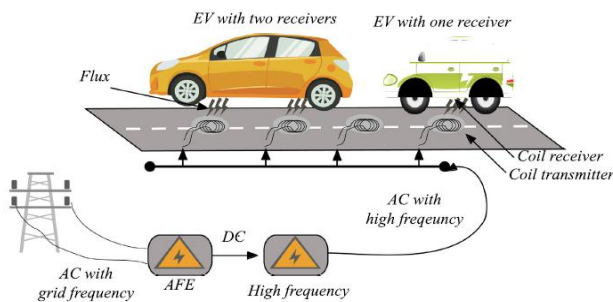 EV with two receivers
EV with one receiver
Flux
Coil receiver
Coil transmitter
AC with
high freqeuncy
DC
AC with
grid frequency
AFE
High frequency